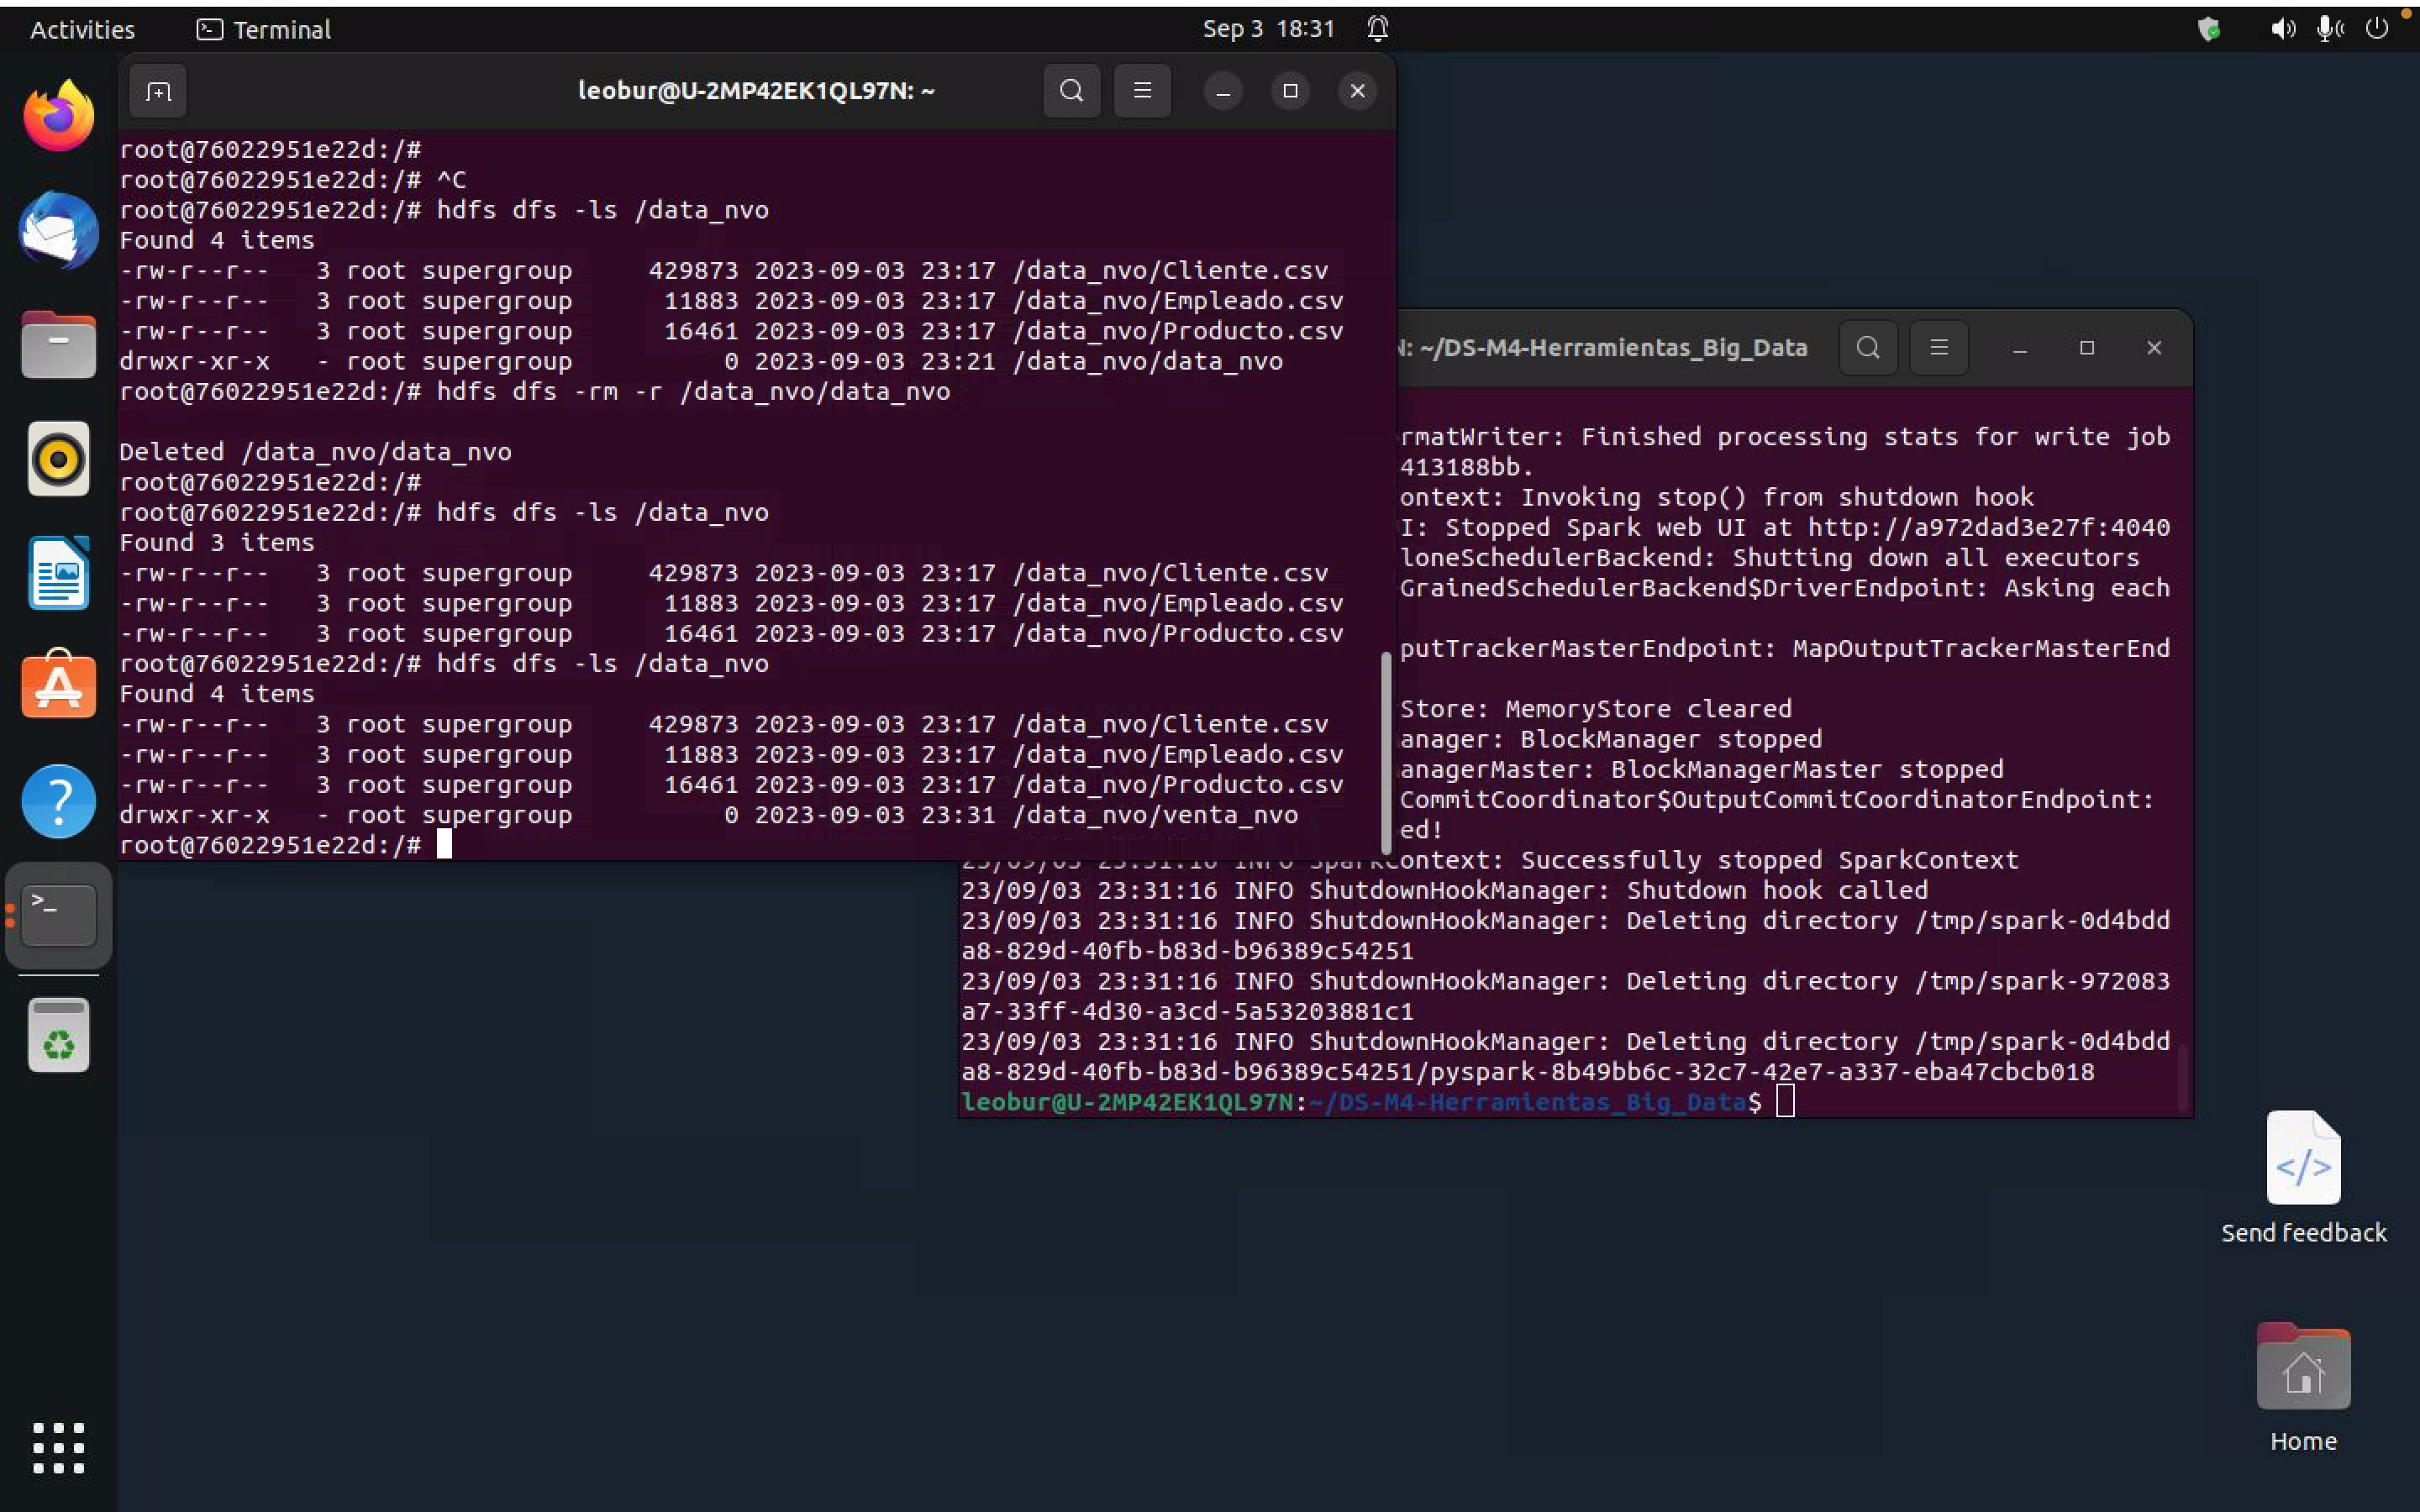 Activities
Terminal
Sep 3 18:31
leobur@U-2MP42EK1QL97N: ~
root@76022951e22d:/#
root@76022951e22d:/# ^C
root@76022951e22d:/# hdfs dfs -ls /data_nvo
Found 4 items
-rw-r--r--   3 root supergroup     429873 2023-09-03 23:17 /data_nvo/Cliente.csv
-rw-r--r--   3 root supergroup      11883 2023-09-03 23:17 /data_nvo/Empleado.csv
-rw-r--r--   3 root supergroup      16461 2023-09-03 23:17 /data_nvo/Producto.csv
drwxr-xr-x   - root supergroup          0 2023-09-03 23:21 /data_nvo/data_nvo
root@76022951e22d:/# hdfs dfs -rm -r /data_nvo/data_nvo
Deleted /data_nvo/data_nvo
root@76022951e22d:/#
root@76022951e22d:/# hdfs dfs -ls /data_nvo
Found 3 items
-rw-r--r--   3 root supergroup     429873 2023-09-03 23:17 /data_nvo/Cliente.csv
-rw-r--r--   3 root supergroup      11883 2023-09-03 23:17 /data_nvo/Empleado.csv
-rw-r--r--   3 root supergroup      16461 2023-09-03 23:17 /data_nvo/Producto.csv
root@76022951e22d:/# hdfs dfs -ls /data_nvo
Found 4 items
-rw-r--r--   3 root supergroup     429873 2023-09-03 23:17 /data_nvo/Cliente.csv
-rw-r--r--   3 root supergroup      11883 2023-09-03 23:17 /data_nvo/Empleado.csv
-rw-r--r--   3 root supergroup      16461 2023-09-03 23:17 /data_nvo/Producto.csv
drwxr-xr-x   - root supergroup          0 2023-09-03 23:31 /data_nvo/venta_nvo
root@76022951e22d:/#
N: ~/DS-M4-Herramientas_Big_Data
rmatWriter: Finished processing stats for write job
413188bb.
ontext: Invoking stop() from shutdown hook
I: Stopped Spark web UI at http://a972dad3e27f:4040
loneSchedulerBackend: Shutting down all executors
GrainedSchedulerBackend$DriverEndpoint: Asking each
putTrackerMasterEndpoint: MapOutputTrackerMasterEnd
Store: MemoryStore cleared
anager: BlockManager stopped
anagerMaster: BlockManagerMaster stopped
CommitCoordinator$OutputCommitCoordinatorEndpoint:
ed!
23/09/03 23:31:16 INFO SparkContext: Successfully stopped SparkContext
23/09/03 23:31:16 INFO ShutdownHookManager: Shutdown hook called
23/09/03 23:31:16 INFO ShutdownHookManager: Deleting directory /tmp/spark-0d4bdd
a8-829d-40fb-b83d-b96389c54251
23/09/03 23:31:16 INFO ShutdownHookManager: Deleting directory /tmp/spark-972083
a7-33ff-4d30-a3cd-5a53203881c1
23/09/03 23:31:16 INFO ShutdownHookManager: Deleting directory /tmp/spark-0d4bdd
a8-829d-40fb-b83d-b96389c54251/pyspark-8b49bb6c-32c7-42e7-a337-eba47cbcb018
leobur@U-2MP42EK1QL97N:~/DS-M4-Herramientas_Big_Data$
Send feedback
Home